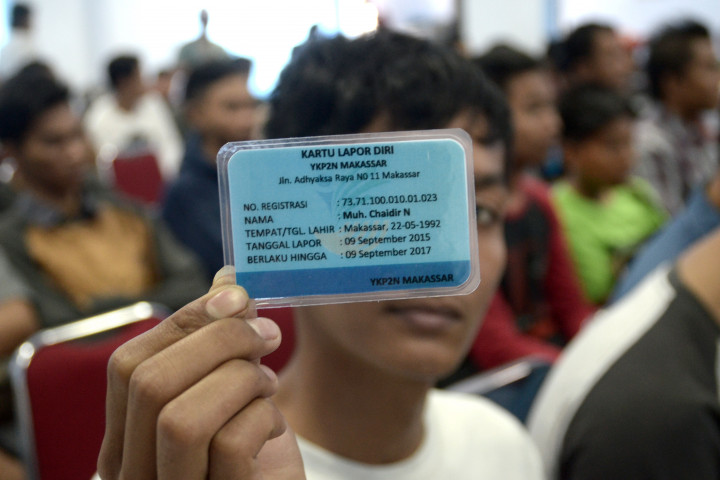 KARTU LAPOR DIRI
YKP2N MAKASSAR
Jln. Adhyaksa Raya NO 11 Makassar
NO. REGISTRASI : 73.71.100.010.01.023
NAMA : Muh. Chaidir N
TEMPAT/TGL. LAHIR : Makassar, 22-05-1992
TANGGAL LAPOR : 09 September 2015
BERLAKU HINGGA : 09 September 2017
YKP2N MAKASSAR